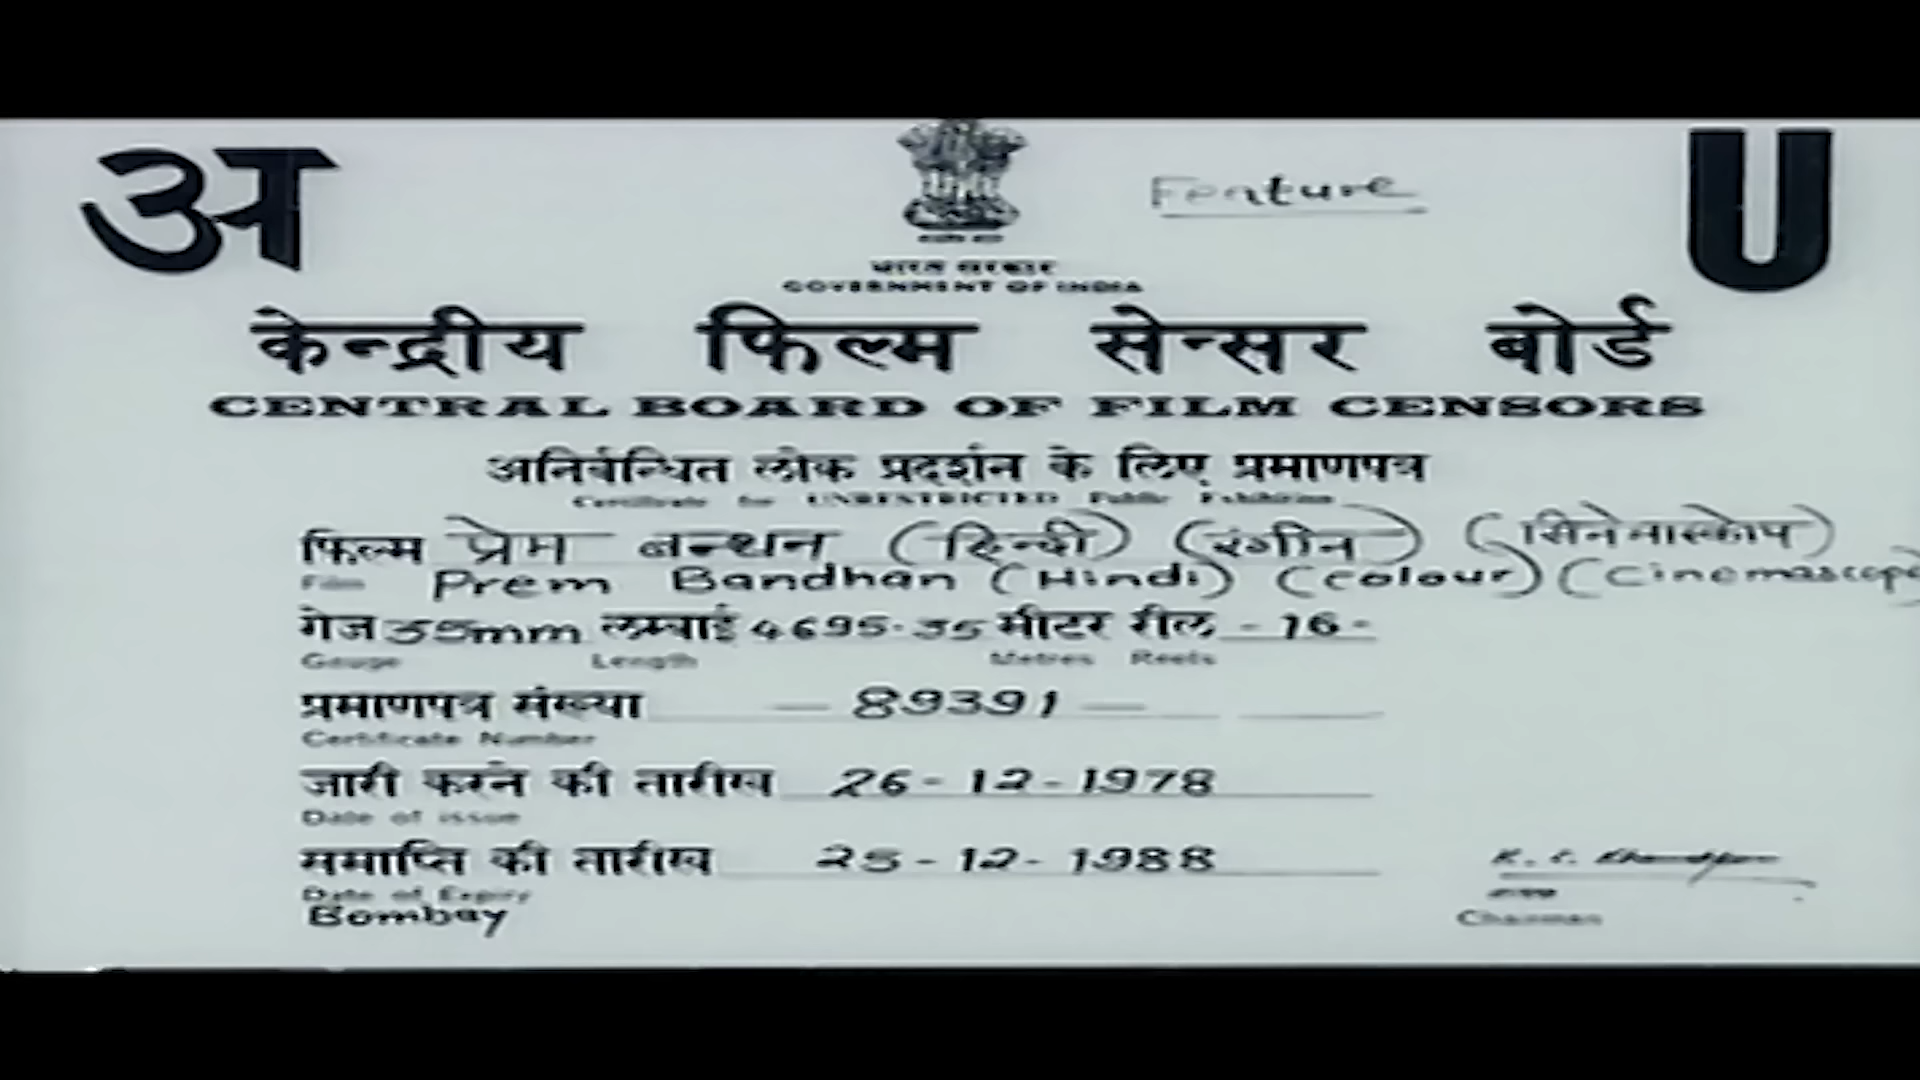 अ
U
Feature
भारत सरकार
GOVERNMENT OF INDIA
केन्द्रीय फिल्म सेन्सर बोर्ड
CENTRAL BOARD OF FILM CENSORS
अनिर्बन्धित लोक प्रदर्शन के लिए प्रमाणपत्र
Certificate for UNRESTRICTED Public Exhibition
फिल्म प्रेम बन्धन (हिन्दी) (रंगीन) (सिनेमास्कोप)
Film Prem Bandhan (Hindi) (Colour) (Cinemascope
गेज 35mm लम्बाई 4695.35 मीटर रील - 16 -
Gauge Length Metres Reels
प्रमाणपत्र संख्या — 89391 —
Certificate Number
जारी करने की तारीख 26-12-1978
Date of issue
समाप्ति की तारीख 25-12-1988
Date of Expiry
Bombay
Chairman